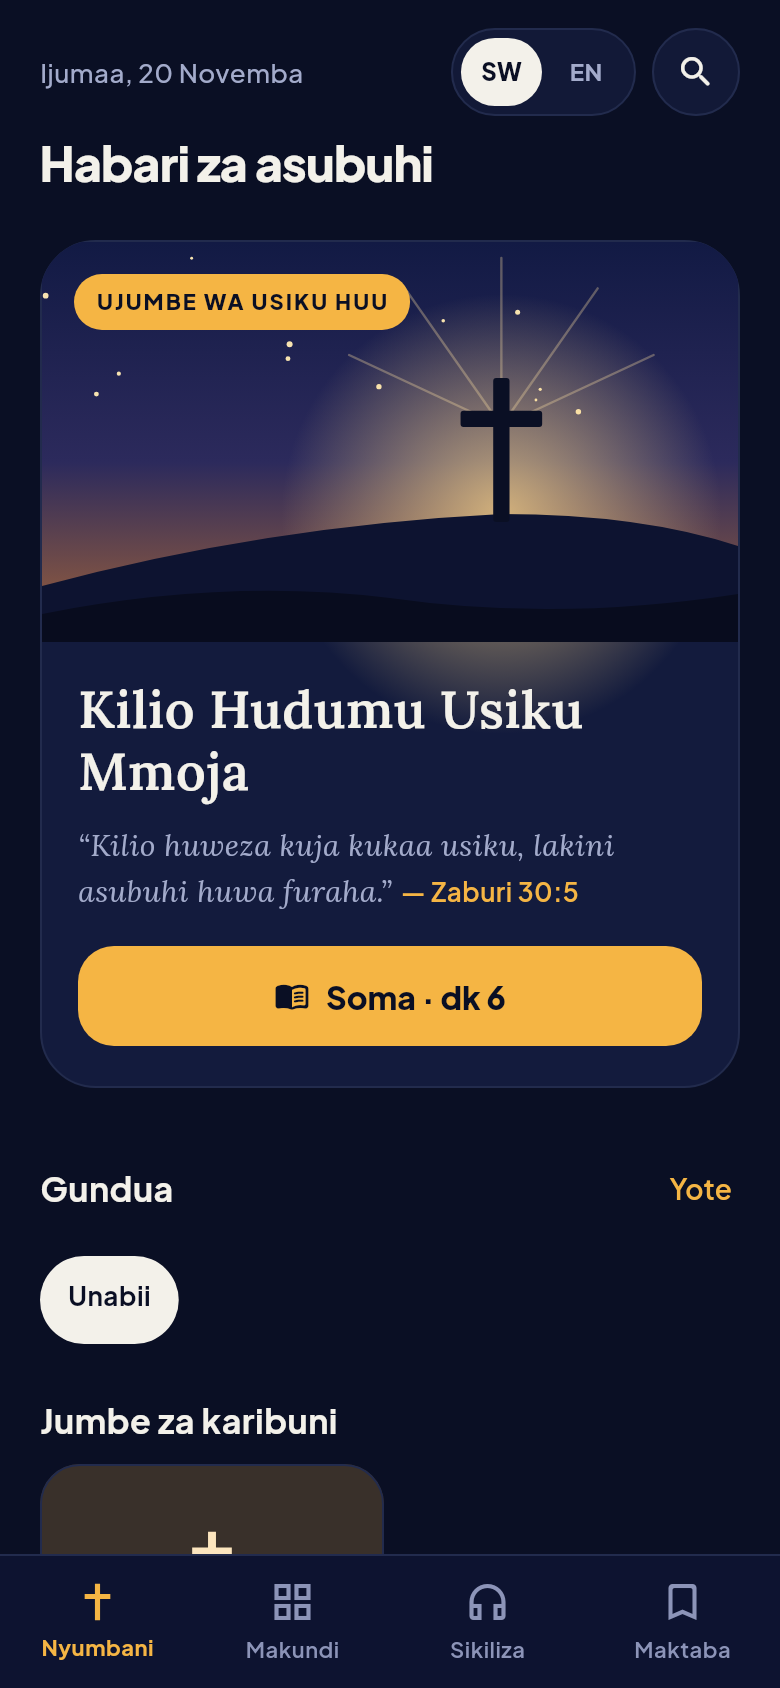 Ijumaa, 20 Novemba
SW EN
Habari za asubuhi
UJUMBE WA USIKU HUU
Kilio Hudumu Usiku
Mmoja
“Kilio huweza kuja kukaa usiku, lakini
asubuhi huwa furaha.” — Zaburi 30:5
Soma · dk 6
Gundua Yote
Unabii
Jumbe za karibuni
Nyumbani Makundi Sikiliza Maktaba